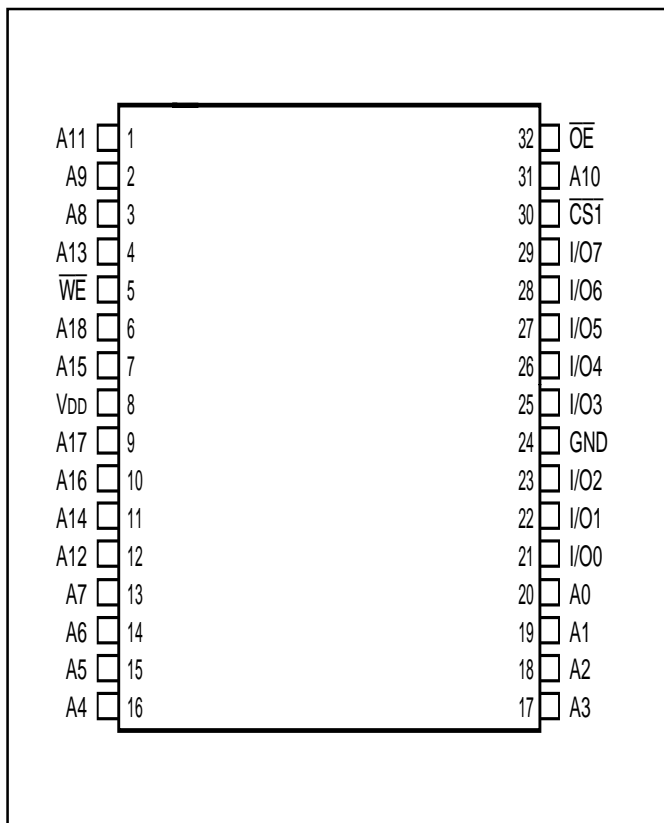 A11 1 32 O̅E̅
A9 2 31 A10
A8 3 30 C̅S̅1̅
A13 4 29 I/O7
W̅E̅ 5 28 I/O6
A18 6 27 I/O5
A15 7 26 I/O4
VDD 8 25 I/O3
A17 9 24 GND
A16 10 23 I/O2
A14 11 22 I/O1
A12 12 21 I/O0
A7 13 20 A0
A6 14 19 A1
A5 15 18 A2
A4 16 17 A3